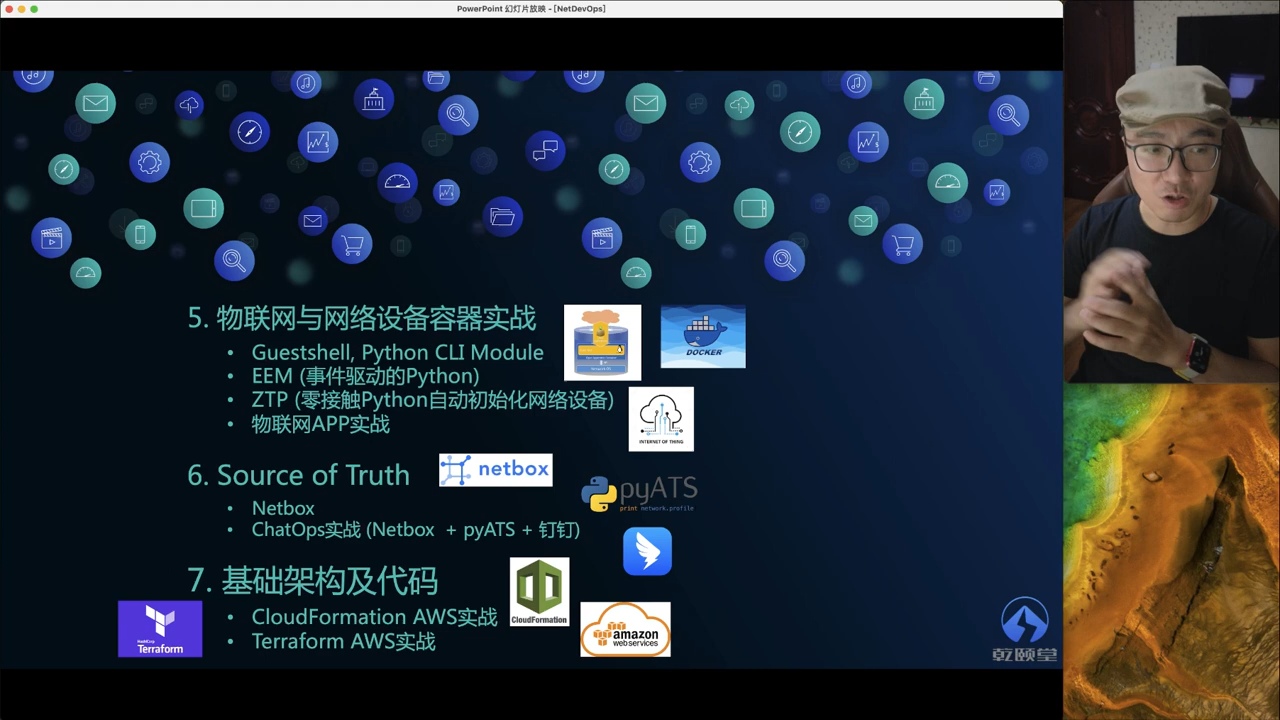 PowerPoint 幻灯片放映 - [NetDevOps]
5. 物联网与网络设备容器实战
• Guestshell, Python CLI Module
• EEM (事件驱动的Python)
• ZTP (零接触Python自动初始化网络设备)
• 物联网APP实战
DOCKER
INTERNET OF THING
6. Source of Truth
netbox
• Netbox
• ChatOps实战 (Netbox + pyATS + 钉钉)
pyATS
print network.profile
7. 基础架构及代码
• CloudFormation AWS实战
• Terraform AWS实战
CloudFormation
HashiCorp
Terraform
amazon
web services
乾颐堂